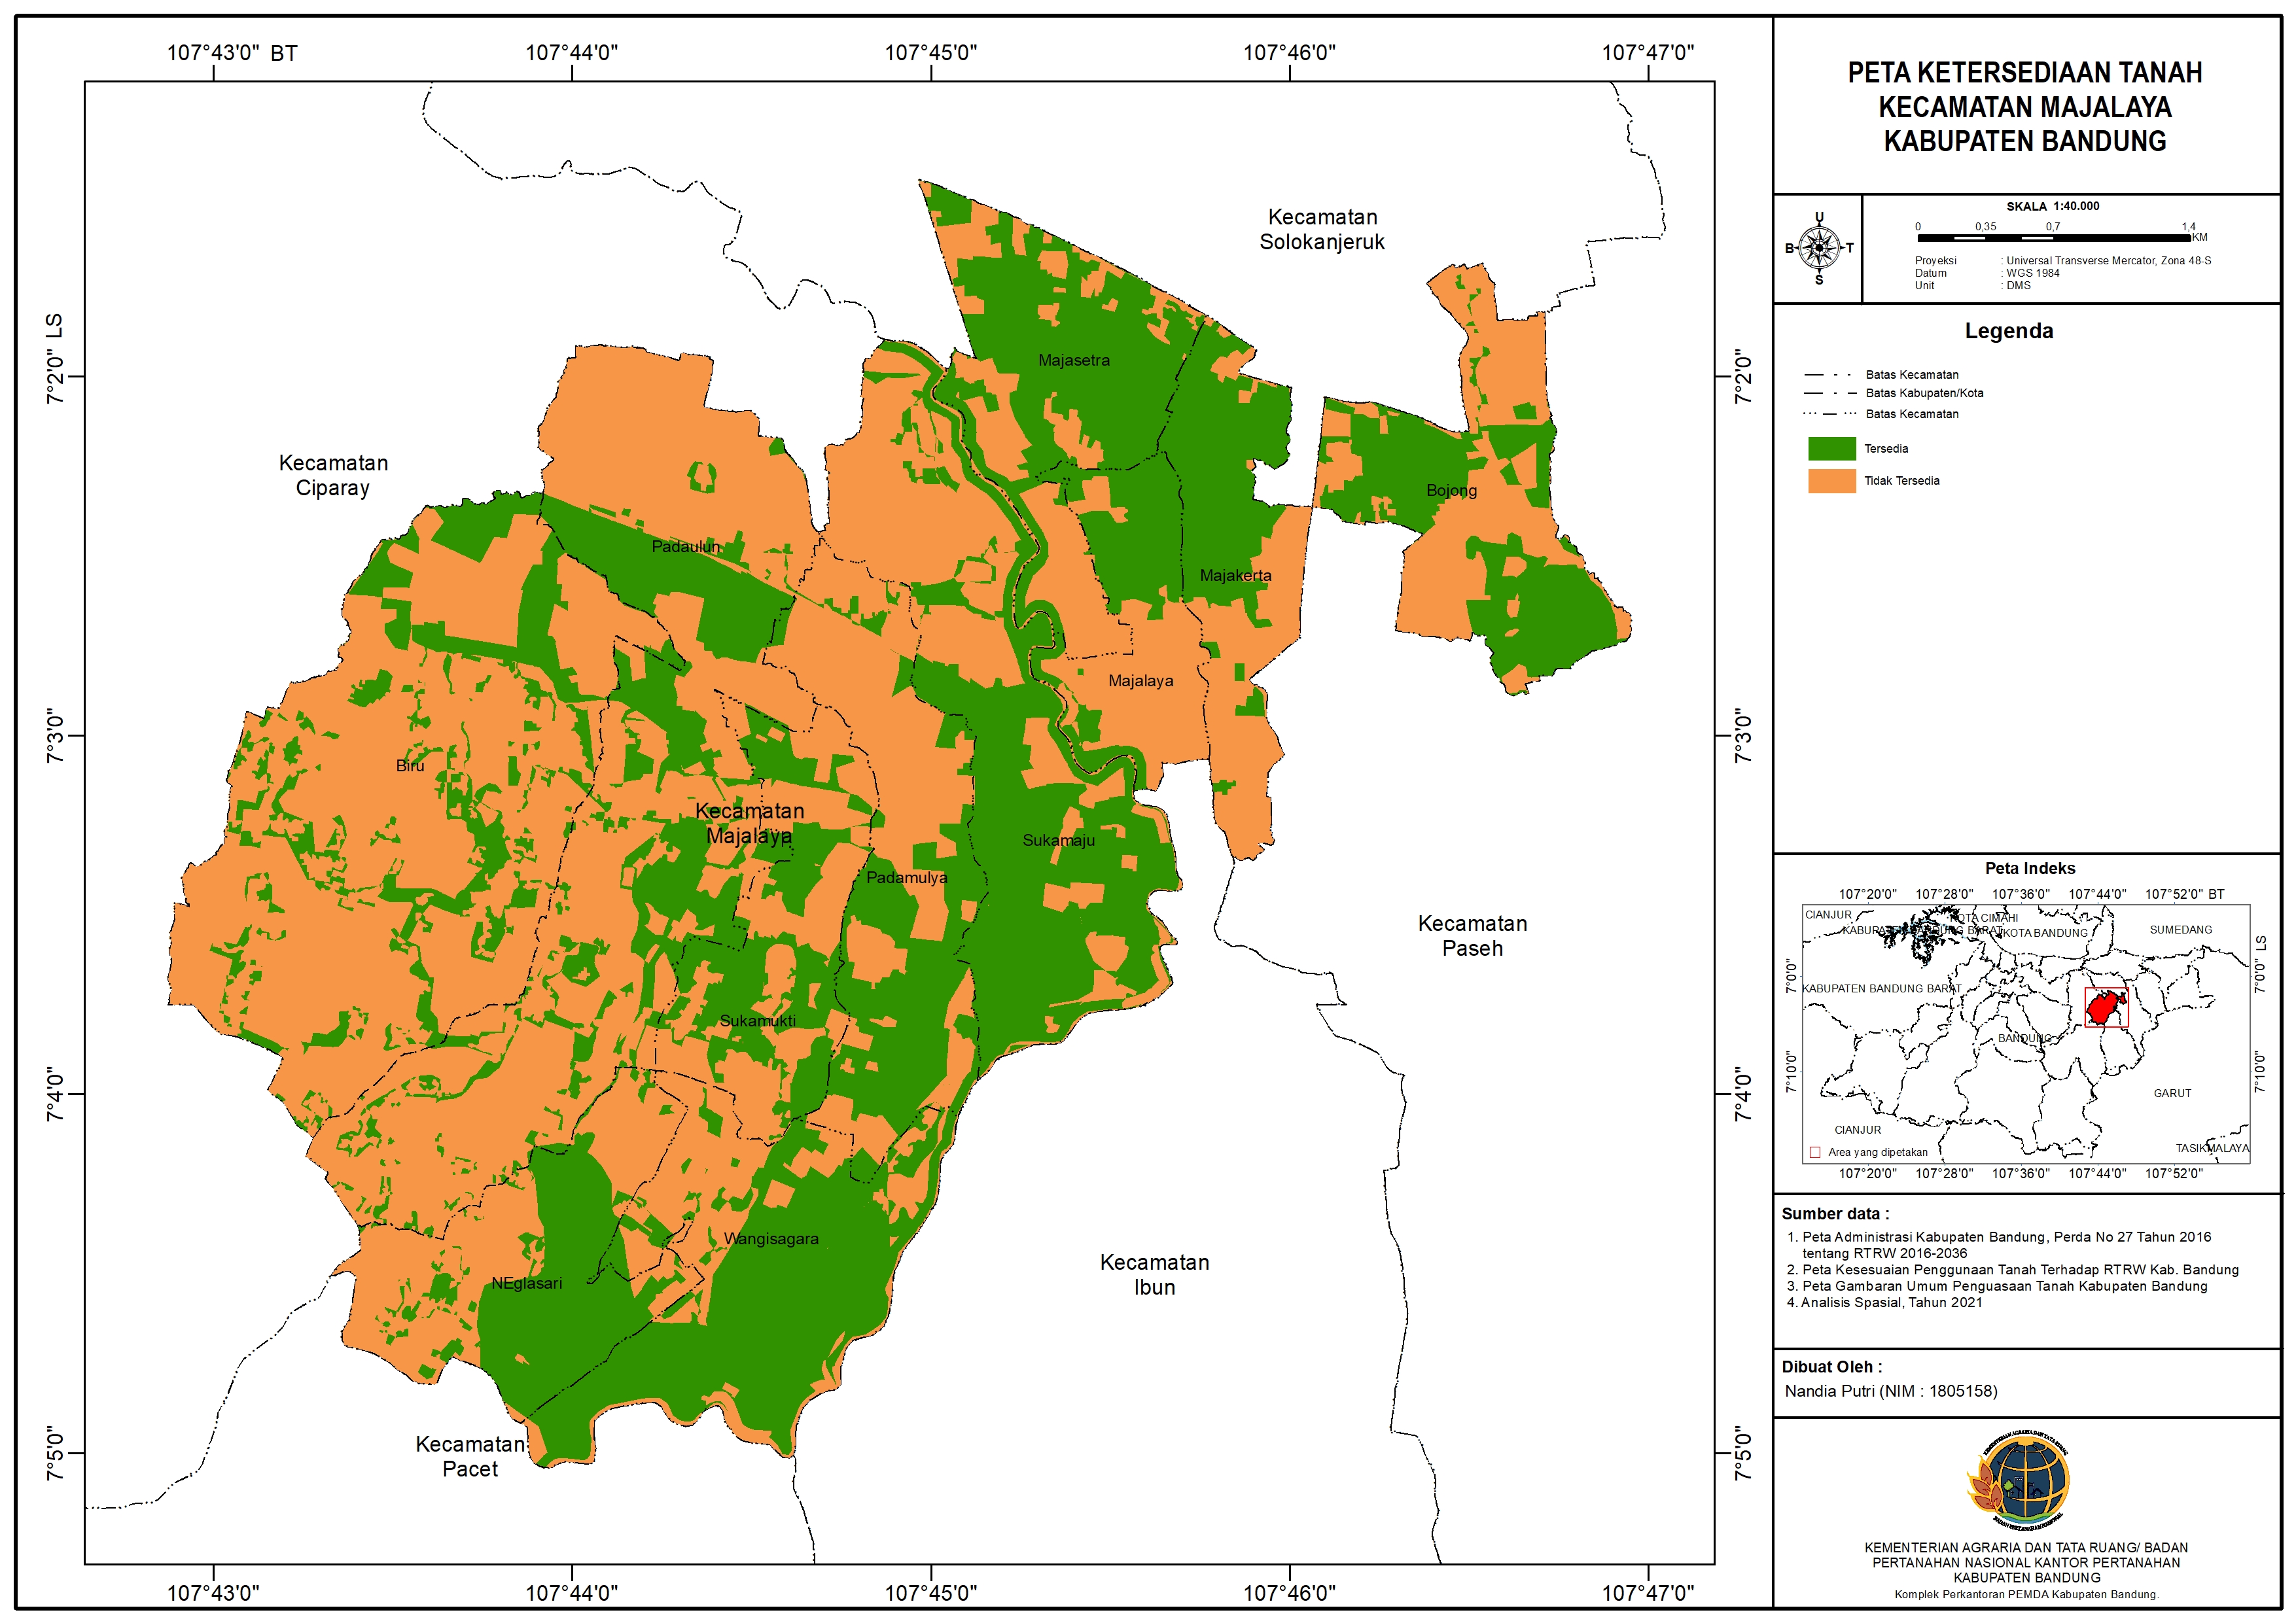 107°43'0" BT
107°44'0"
107°45'0"
107°46'0"
107°47'0"
7°2'0" LS
7°3'0"
7°4'0"
7°5'0"
7°2'0"
7°3'0"
7°4'0"
7°5'0"
107°43'0"
107°44'0"
107°45'0"
107°46'0"
107°47'0"
Kecamatan
Solokanjeruk
Kecamatan
Ciparay
Majasetra
Bojong
Padaulun
Majakerta
Majalaya
Biru
Kecamatan
Majalaya
Sukamaju
Padamulya
Kecamatan
Paseh
Sukamukti
Wangisagara
NEglasari
Kecamatan
Ibun
Kecamatan
Pacet
PETA KETERSEDIAAN TANAH
KECAMATAN MAJALAYA
KABUPATEN BANDUNG
U
B T
S
SKALA 1:40.000
0 0,35 0,7 1,4
KM
Proyeksi : Universal Transverse Mercator, Zona 48-S
Datum : WGS 1984
Unit : DMS
Legenda
Batas Kecamatan
Batas Kabupaten/Kota
Batas Kecamatan
Tersedia
Tidak Tersedia
Peta Indeks
107°20'0" 107°28'0" 107°36'0" 107°44'0" 107°52'0" BT
CIANJUR
KOTA CIMAHI
KABUPATEN BANDUNG BARAT
KOTA BANDUNG
SUMEDANG
KABUPATEN BANDUNG BARAT
BANDUNG
GARUT
CIANJUR
TASIKMALAYA
Area yang dipetakan
7°0'0"
7°10'0"
7°0'0" LS
7°10'0"
107°20'0" 107°28'0" 107°36'0" 107°44'0" 107°52'0"
Sumber data :
1. Peta Administrasi Kabupaten Bandung, Perda No 27 Tahun 2016
tentang RTRW 2016-2036
2. Peta Kesesuaian Penggunaan Tanah Terhadap RTRW Kab. Bandung
3. Peta Gambaran Umum Penguasaan Tanah Kabupaten Bandung
4. Analisis Spasial, Tahun 2021
Dibuat Oleh :
Nandia Putri (NIM : 1805158)
KEMENTERIAN AGRARIA DAN TATA RUANG
BADAN PERTANAHAN NASIONAL
KEMENTERIAN AGRARIA DAN TATA RUANG/ BADAN
PERTANAHAN NASIONAL KANTOR PERTANAHAN
KABUPATEN BANDUNG
Komplek Perkantoran PEMDA Kabupaten Bandung.